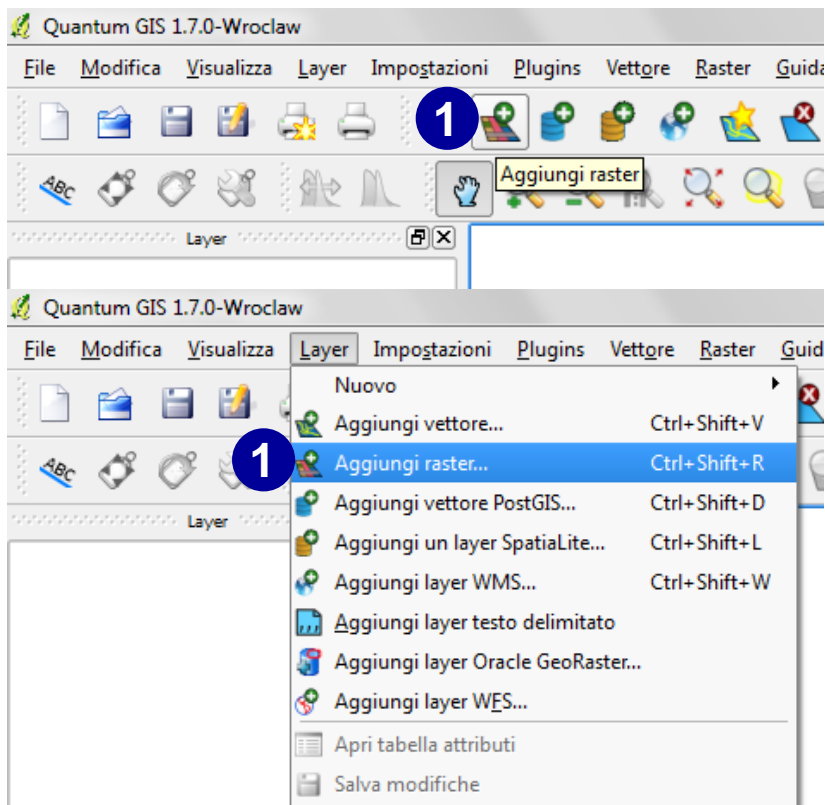 Quantum GIS 1.7.0-Wroclaw
File Modifica Visualizza Layer Impostazioni Plugins Vettore Raster Guida
1
ABC
Aggiungi raster
Layer
Quantum GIS 1.7.0-Wroclaw
File Modifica Visualizza Layer Impostazioni Plugins Vettore Raster Guid
Nuovo
Aggiungi vettore... Ctrl+Shift+V
ABC
1
Aggiungi raster... Ctrl+Shift+R
Aggiungi vettore PostGIS... Ctrl+Shift+D
Layer
Aggiungi un layer SpatiaLite... Ctrl+Shift+L
Aggiungi layer WMS... Ctrl+Shift+W
Aggiungi layer testo delimitato
Aggiungi layer Oracle GeoRaster...
Aggiungi layer WFS...
Apri tabella attributi
Salva modifiche